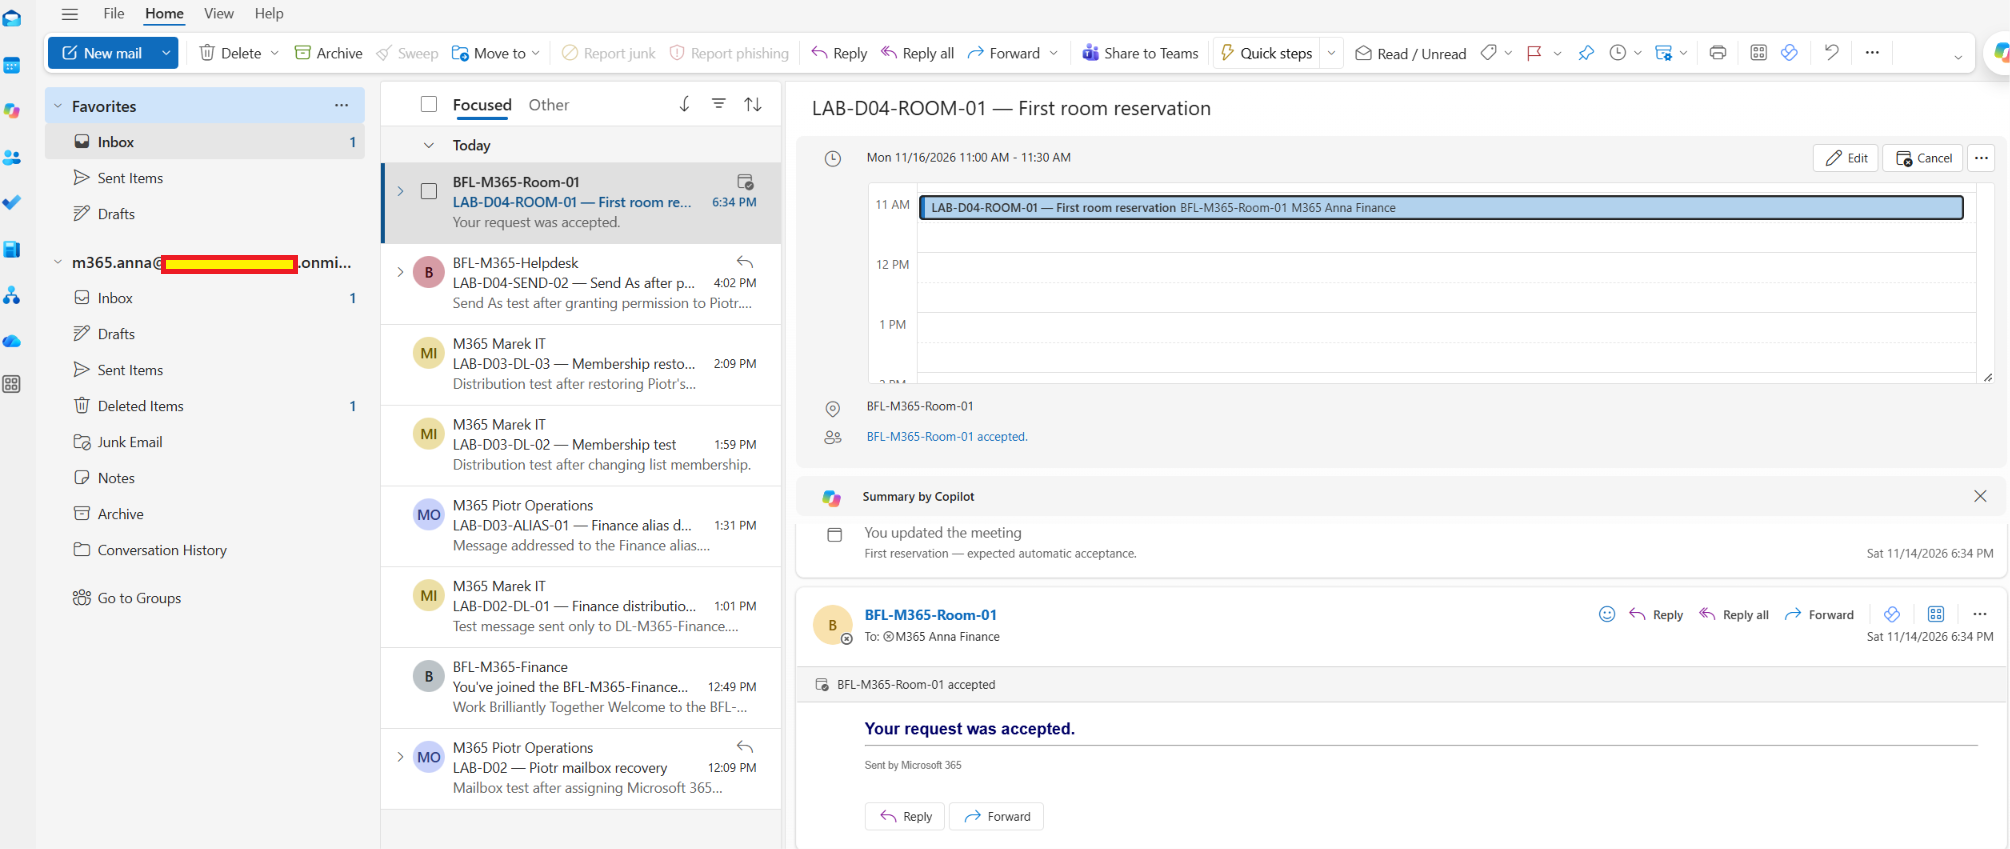 File Home View Help
New mail Delete Archive Sweep Move to Report junk Report phishing Reply Reply all Forward Share to Teams Quick steps Read / Unread
Favorites
Inbox 1
Sent Items
Drafts
m365.anna@ .onmi...
Inbox 1
Drafts
Sent Items
Deleted Items 1
Junk Email
Notes
Archive
Conversation History
Go to Groups
Focused Other
Today
BFL-M365-Room-01
LAB-D04-ROOM-01 — First room re... 6:34 PM
Your request was accepted.
B
BFL-M365-Helpdesk
LAB-D04-SEND-02 — Send As after p... 4:02 PM
Send As test after granting permission to Piotr....
MI
M365 Marek IT
LAB-D03-DL-03 — Membership resto... 2:09 PM
Distribution test after restoring Piotr's...
MI
M365 Marek IT
LAB-D03-DL-02 — Membership test 1:59 PM
Distribution test after changing list membership.
MO
M365 Piotr Operations
LAB-D03-ALIAS-01 — Finance alias d... 1:31 PM
Message addressed to the Finance alias....
MI
M365 Marek IT
LAB-D02-DL-01 — Finance distributio... 1:01 PM
Test message sent only to DL-M365-Finance....
B
BFL-M365-Finance
You've joined the BFL-M365-Finance... 12:49 PM
Work Brilliantly Together Welcome to the BFL-...
MO
M365 Piotr Operations
LAB-D02 — Piotr mailbox recovery 12:09 PM
Mailbox test after assigning Microsoft 365...
LAB-D04-ROOM-01 — First room reservation
Mon 11/16/2026 11:00 AM - 11:30 AM
Edit Cancel
11 AM LAB-D04-ROOM-01 — First room reservation BFL-M365-Room-01 M365 Anna Finance
12 PM
1 PM
2 PM
BFL-M365-Room-01
BFL-M365-Room-01 accepted.
Summary by Copilot
You updated the meeting
First reservation — expected automatic acceptance. Sat 11/14/2026 6:34 PM
B
BFL-M365-Room-01
Reply Reply all Forward
To: M365 Anna Finance Sat 11/14/2026 6:34 PM
BFL-M365-Room-01 accepted
Your request was accepted.
Sent by Microsoft 365
Reply Forward